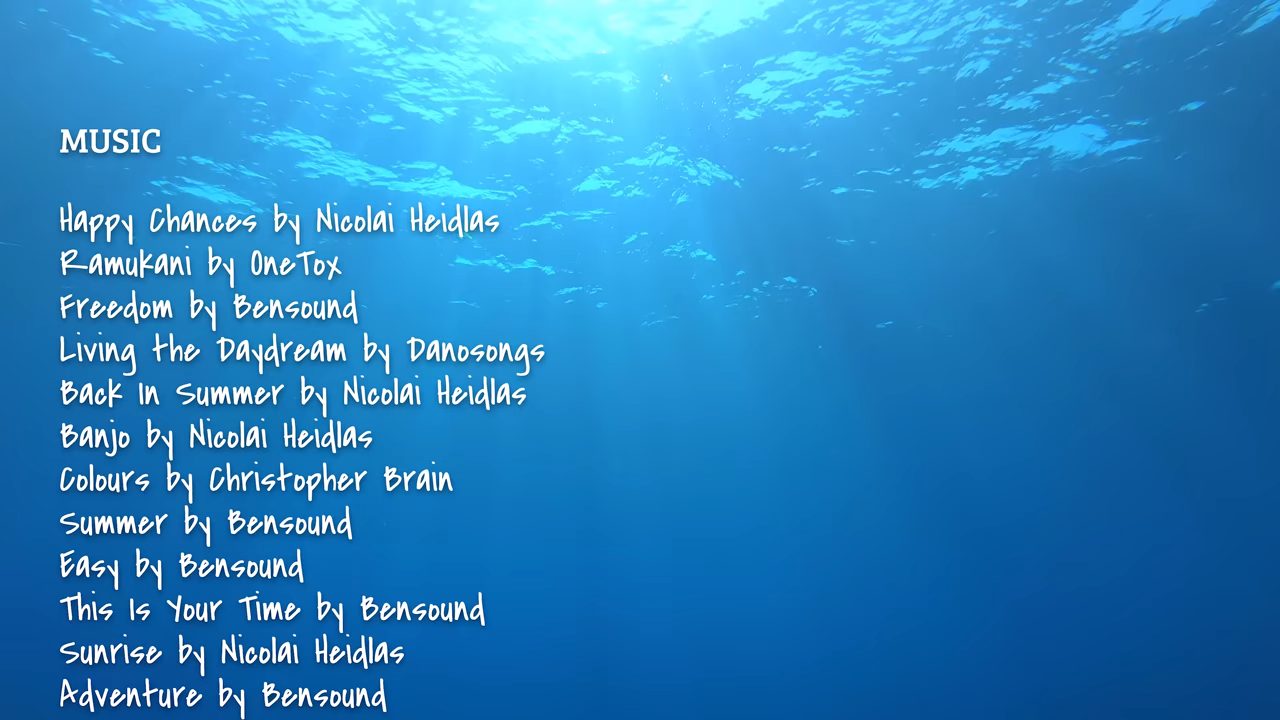 MUSIC
Happy Chances by Nicolai Heidlas
Ramukani by OneTox
Freedom by Bensound
Living the Daydream by Danosongs
Back In Summer by Nicolai Heidlas
Banjo by Nicolai Heidlas
Colours by Christopher Brain
Summer by Bensound
Easy by Bensound
This Is Your Time by Bensound
Sunrise by Nicolai Heidlas
Adventure by Bensound